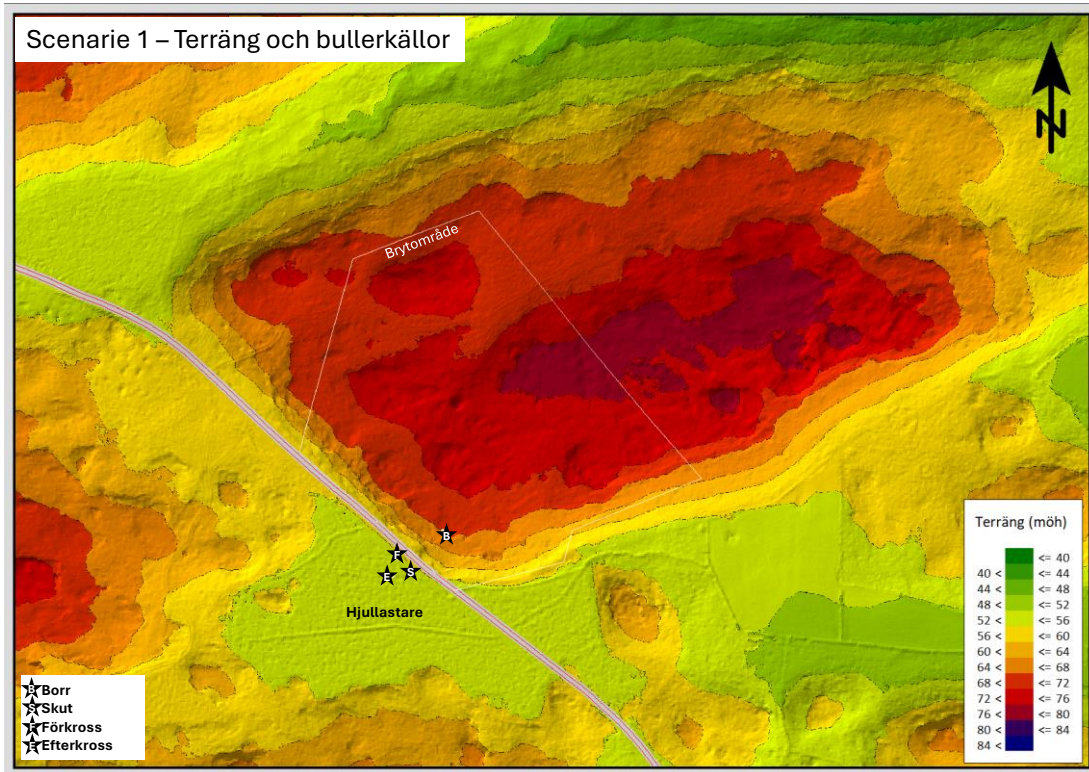 Scenarie 1 – Terräng och bullerkällor
N
Brytområde
B
F
E
S
Hjullastare
Terräng (möh)
<= 40
40 < <= 44
44 < <= 48
48 < <= 52
52 < <= 56
56 < <= 60
60 < <= 64
64 < <= 68
68 < <= 72
72 < <= 76
76 < <= 80
80 < <= 84
84 <
B Borr
S Skut
F Förkross
E Efterkross